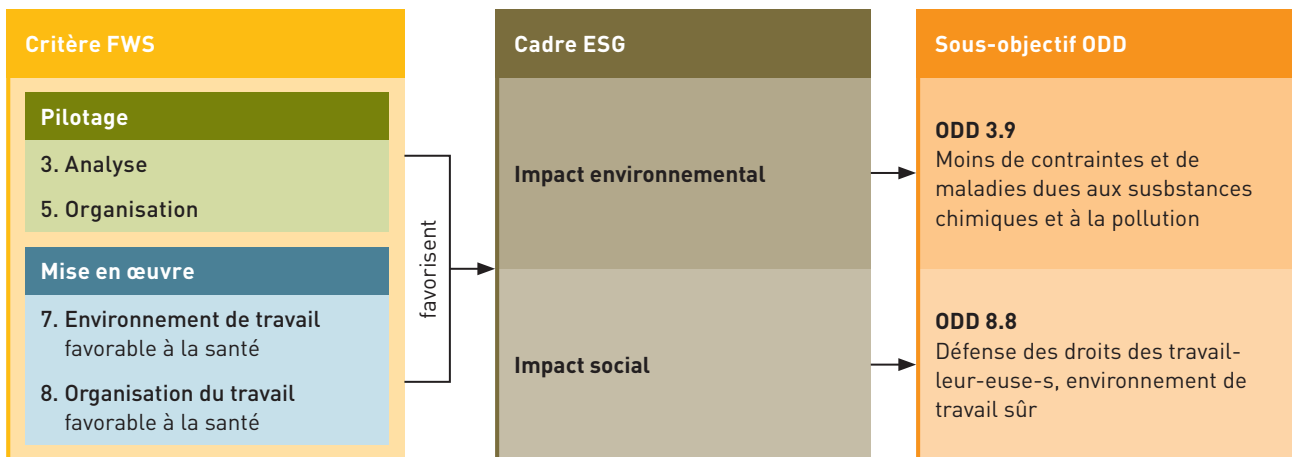 Critère FWS
Pilotage
3. Analyse
5. Organisation
Mise en œuvre
7. Environnement de travail
favorable à la santé
8. Organisation du travail
favorable à la santé
favorisent
Cadre ESG
Impact environnemental
Impact social
Sous-objectif ODD
ODD 3.9
Moins de contraintes et de
maladies dues aux susbstances
chimiques et à la pollution
ODD 8.8
Défense des droits des travail-
leur-euse-s, environnement de
travail sûr